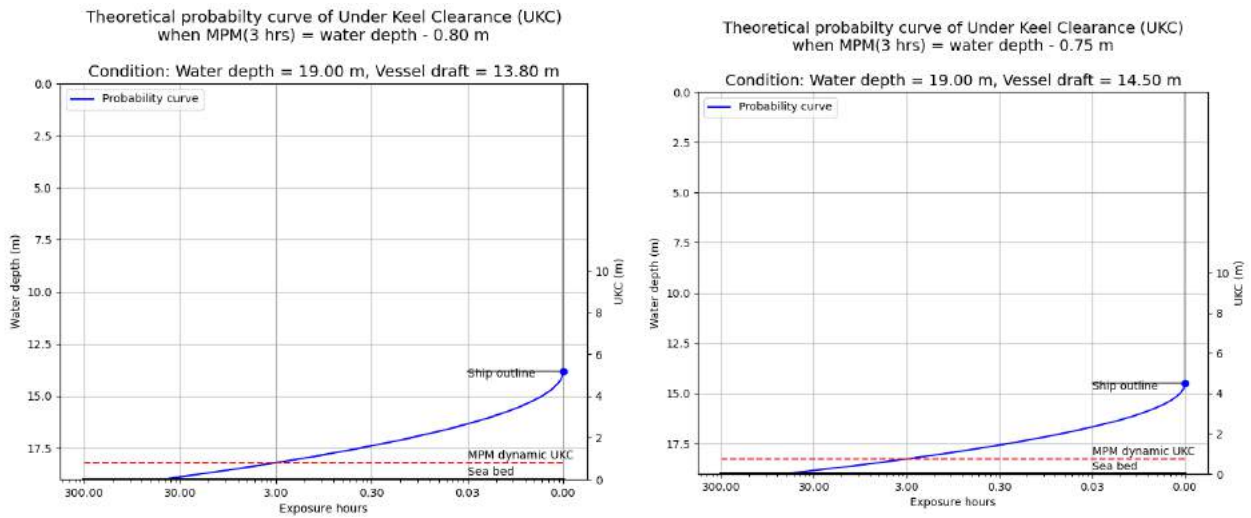 Theoretical probabilty curve of Under Keel Clearance (UKC)
when MPM(3 hrs) = water depth - 0.80 m
Condition: Water depth = 19.00 m, Vessel draft = 13.80 m
Probability curve
0.0
2.5
5.0
7.5
10.0
12.5
15.0
17.5
Water depth (m)
10
8
6
4
2
0
UKC (m)
Ship outline
MPM dynamic UKC
Sea bed
300.00
30.00
3.00
0.30
0.03
0.00
Exposure hours
Theoretical probabilty curve of Under Keel Clearance (UKC)
when MPM(3 hrs) = water depth - 0.75 m
Condition: Water depth = 19.00 m, Vessel draft = 14.50 m
Probability curve
0.0
2.5
5.0
7.5
10.0
12.5
15.0
17.5
Water depth (m)
10
8
6
4
2
0
UKC (m)
Ship outline
MPM dynamic UKC
Sea bed
300.00
30.00
3.00
0.30
0.03
0.00
Exposure hours